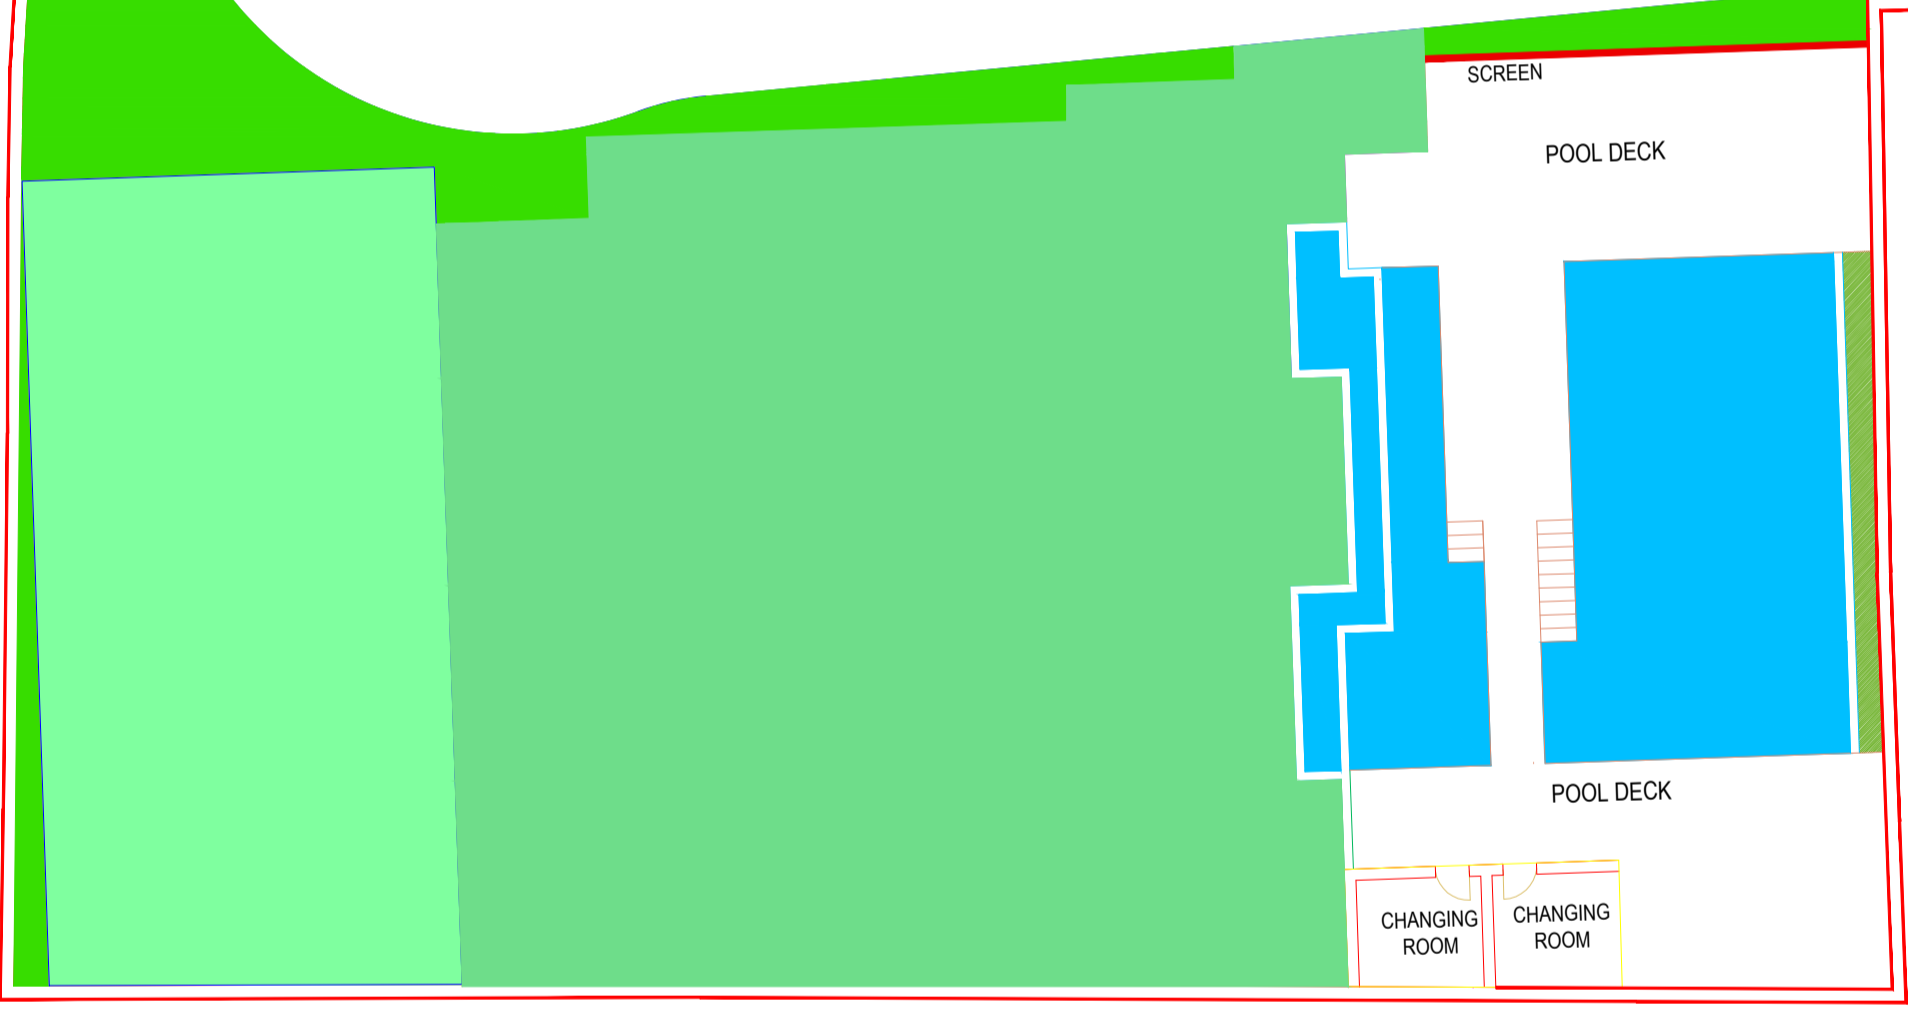 SCREEN
POOL DECK
POOL DECK
CHANGING
ROOM
CHANGING
ROOM